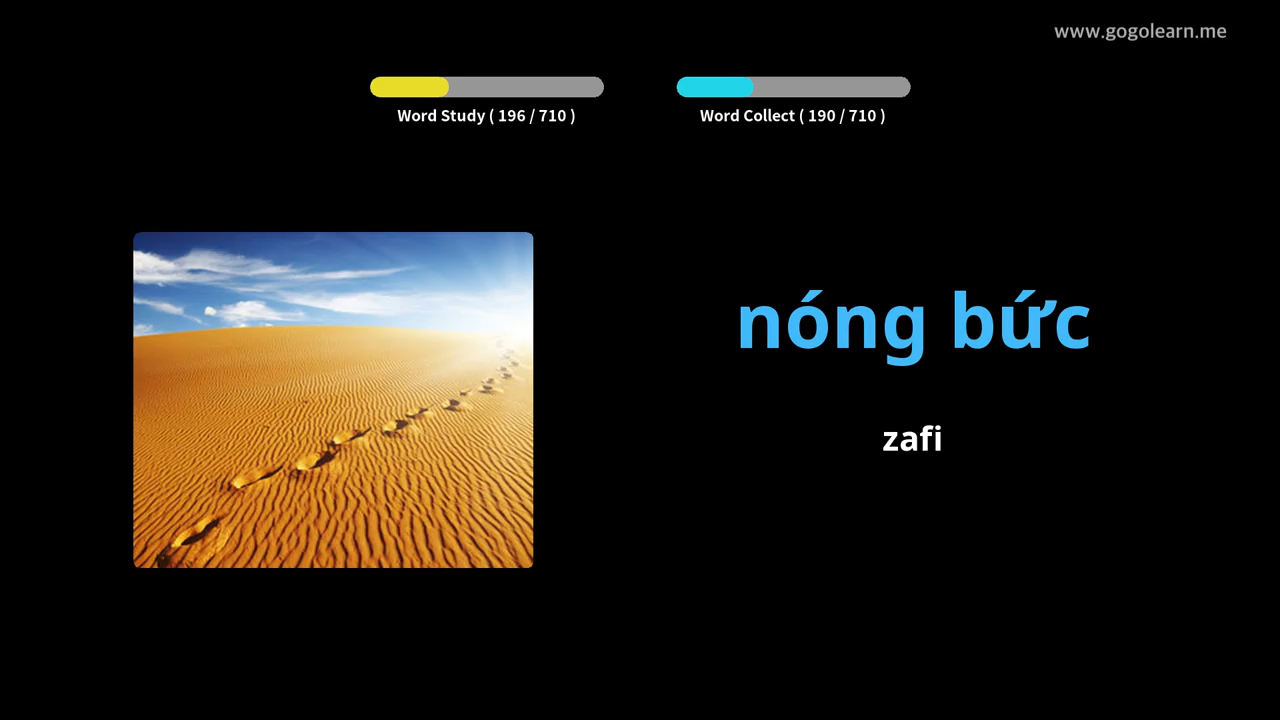 www.gogolearn.me
Word Study ( 196 / 710 )
Word Collect ( 190 / 710 )
nóng bức
zafi